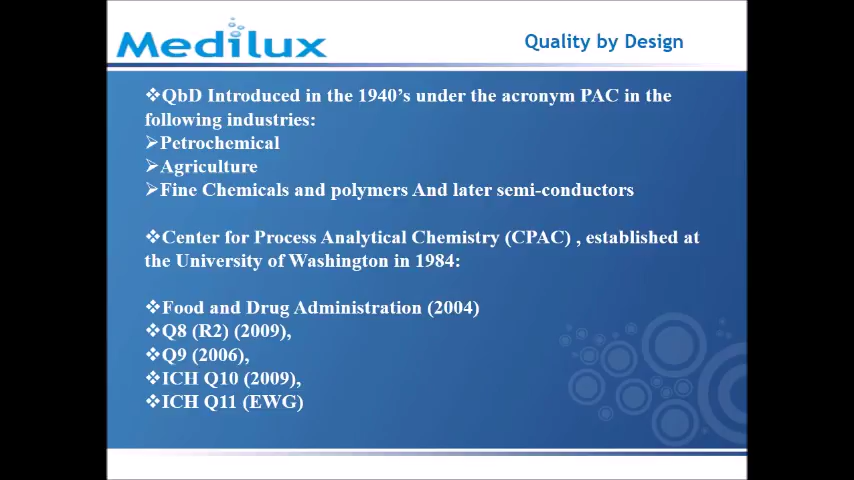 Medilux
Quality by Design
❖QbD Introduced in the 1940’s under the acronym PAC in the
following industries:
➢Petrochemical
➢Agriculture
➢Fine Chemicals and polymers And later semi-conductors
❖Center for Process Analytical Chemistry (CPAC) , established at
the University of Washington in 1984:
❖Food and Drug Administration (2004)
❖Q8 (R2) (2009),
❖Q9 (2006),
❖ICH Q10 (2009),
❖ICH Q11 (EWG)